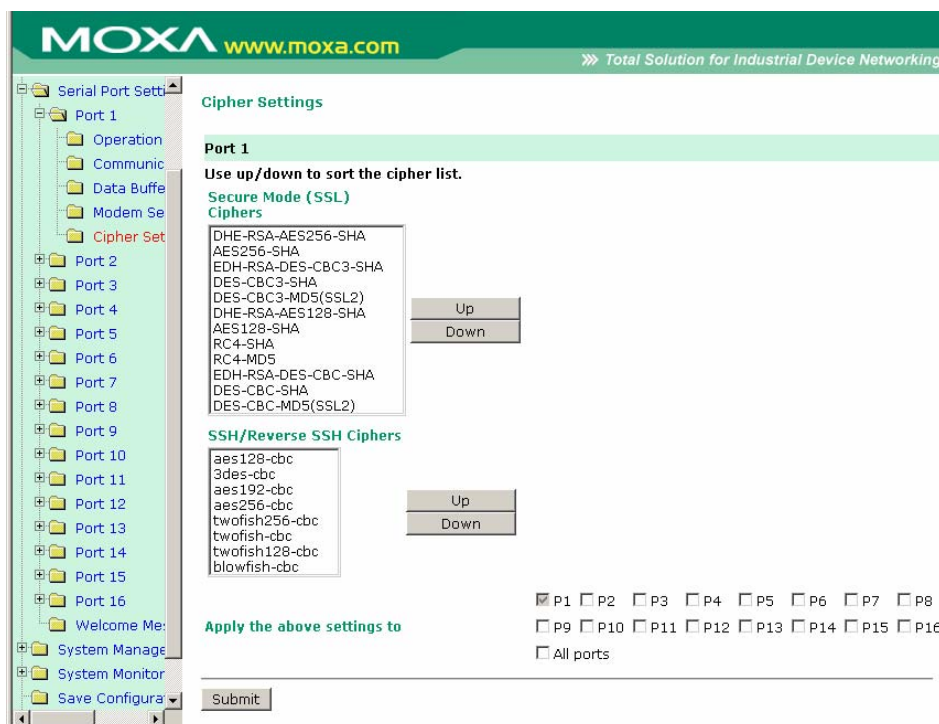 MOXA www.moxa.com
Total Solution for Industrial Device Networking
Serial Port Setti
Port 1
Operation
Communic
Data Buffe
Modem Se
Cipher Set
Port 2
Port 3
Port 4
Port 5
Port 6
Port 7
Port 8
Port 9
Port 10
Port 11
Port 12
Port 13
Port 14
Port 15
Port 16
Welcome Me
System Manage
System Monitor
Save Configura
Cipher Settings
Port 1
Use up/down to sort the cipher list.
Secure Mode (SSL)
Ciphers
DHE-RSA-AES256-SHA
AES256-SHA
EDH-RSA-DES-CBC3-SHA
DES-CBC3-SHA
DES-CBC3-MD5(SSL2)
DHE-RSA-AES128-SHA
AES128-SHA
RC4-SHA
RC4-MD5
EDH-RSA-DES-CBC-SHA
DES-CBC-SHA
DES-CBC-MD5(SSL2)
Up
Down
SSH/Reverse SSH Ciphers
aes128-cbc
3des-cbc
aes192-cbc
aes256-cbc
twofish256-cbc
twofish-cbc
twofish128-cbc
blowfish-cbc
Up
Down
Apply the above settings to
P1 P2 P3 P4 P5 P6 P7 P8
P9 P10 P11 P12 P13 P14 P15 P16
All ports
Submit